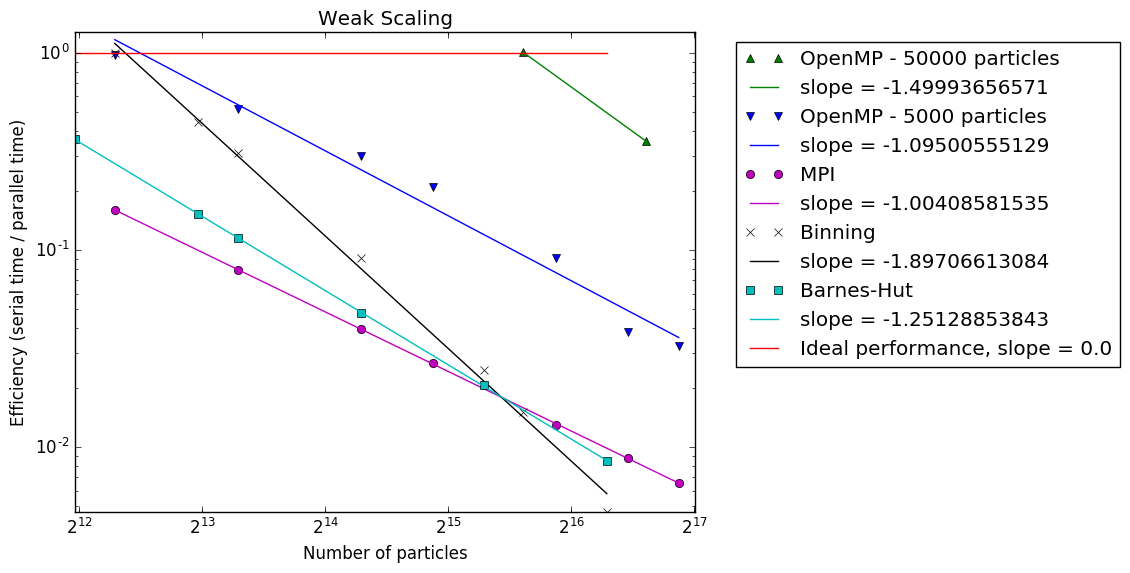 Weak Scaling
Efficiency (serial time / parallel time)
10^0
10^-1
10^-2
2^12 2^13 2^14 2^15 2^16 2^17
Number of particles
OpenMP - 50000 particles
slope = -1.49993656571
OpenMP - 5000 particles
slope = -1.09500555129
MPI
slope = -1.00408581535
Binning
slope = -1.89706613084
Barnes-Hut
slope = -1.25128853843
Ideal performance, slope = 0.0